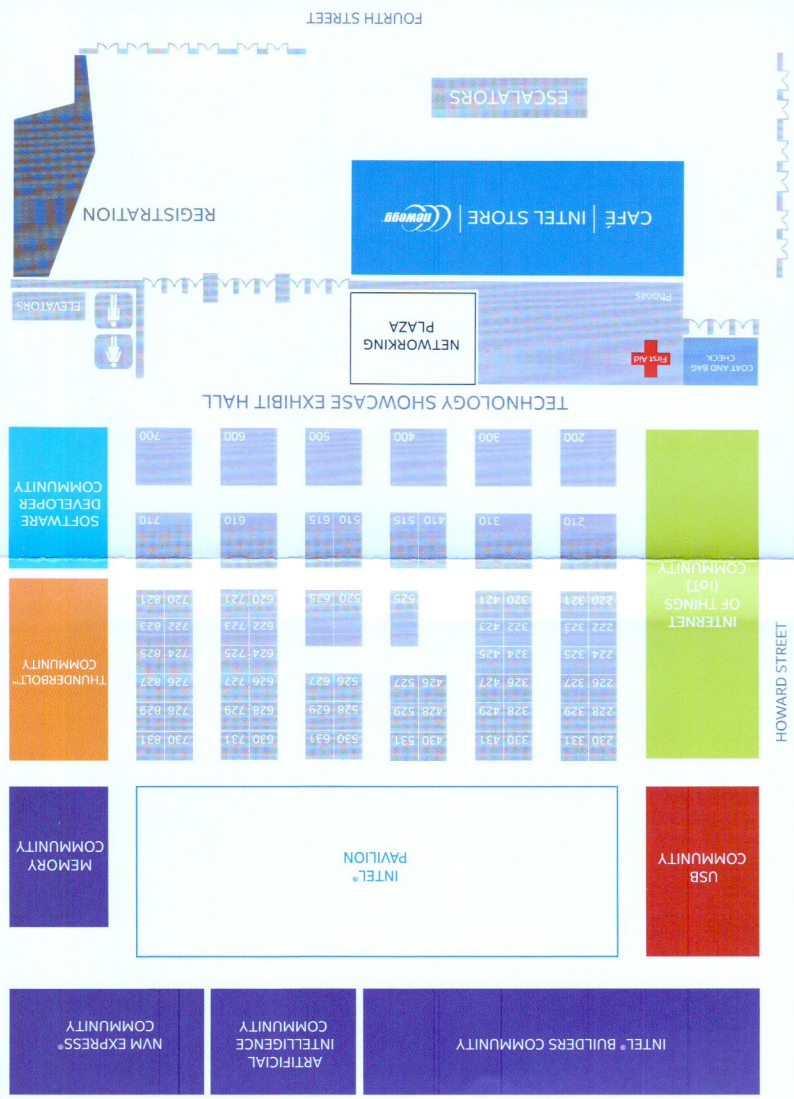 INTEL® BUILDERS COMMUNITY
ARTIFICIAL
INTELLIGENCE
COMMUNITY
NVM EXPRESS®
COMMUNITY
USB
COMMUNITY
INTEL®
PAVILION
MEMORY
COMMUNITY
HOWARD STREET
INTERNET
OF THINGS
(IoT)
COMMUNITY
230 331 330 431 430 531 530 631 630 731 730 831
228 329 328 429 428 529 528 629 628 729 728 829
226 327 326 427 426 527 526 627 626 727 726 827
224 325 324 425 624 725 724 825
222 323 322 423 622 723 722 823
220 321 320 421 525 520 625 620 721 720 821
210 310 410 515 510 615 610 710
200 300 400 500 600 700
THUNDERBOLT™
COMMUNITY
SOFTWARE
DEVELOPER
COMMUNITY
TECHNOLOGY SHOWCASE EXHIBIT HALL
COAT AND BAG
CHECK
First Aid
Phones
NETWORKING
PLAZA
ELEVATORS
CAFÉ | INTEL STORE | newegg
REGISTRATION
ESCALATORS
FOURTH STREET